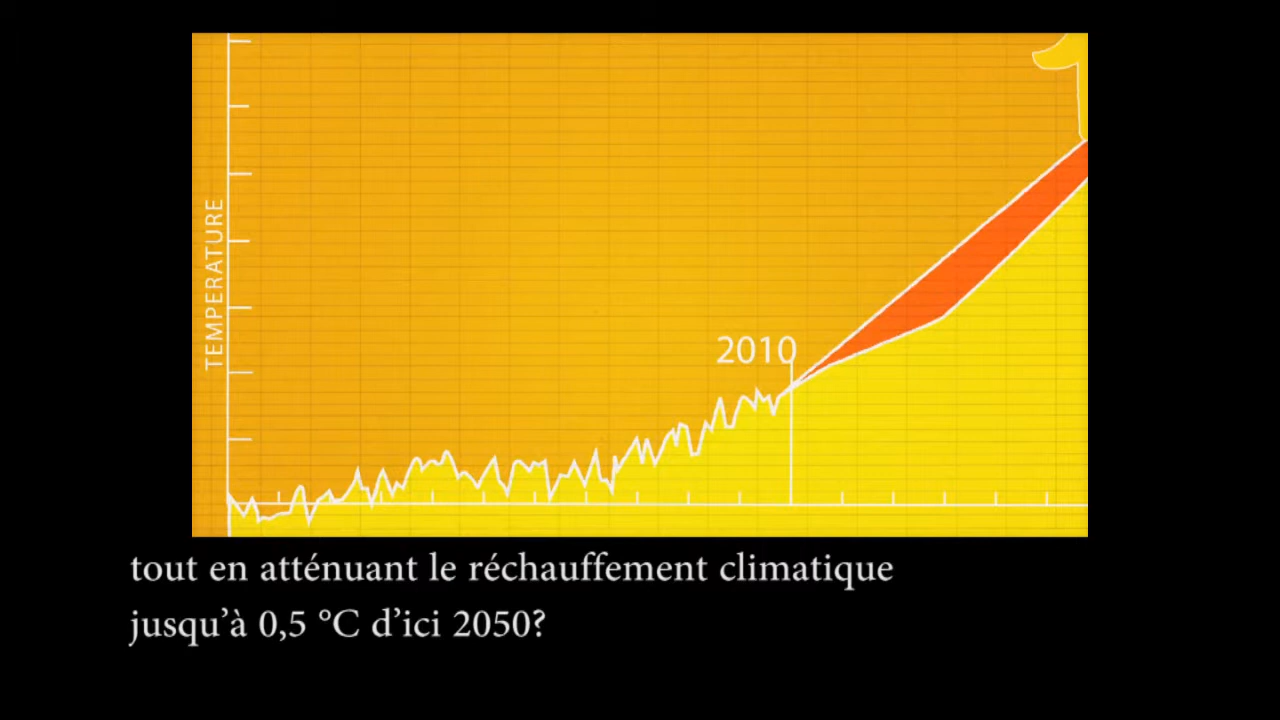 TEMPERATURE
2010
tout en atténuant le réchauffement climatique
jusqu’à 0,5 °C d’ici 2050?